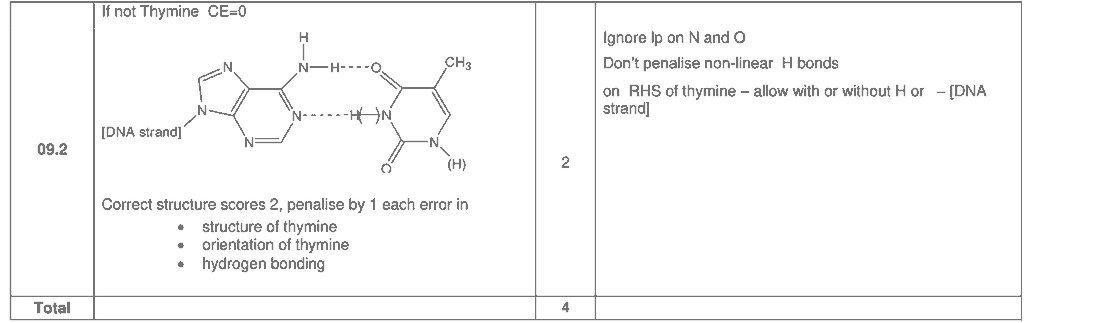 If not Thymine CE=0
H
N
N
H
O
CH3
N
N
H( )
N
[DNA strand]
N
O
N
(H)
09.2
2
Correct structure scores 2, penalise by 1 each error in
• structure of thymine
• orientation of thymine
• hydrogen bonding
Ignore lp on N and O
Don't penalise non-linear H bonds
on RHS of thymine – allow with or without H or – [DNA
strand]
Total
4